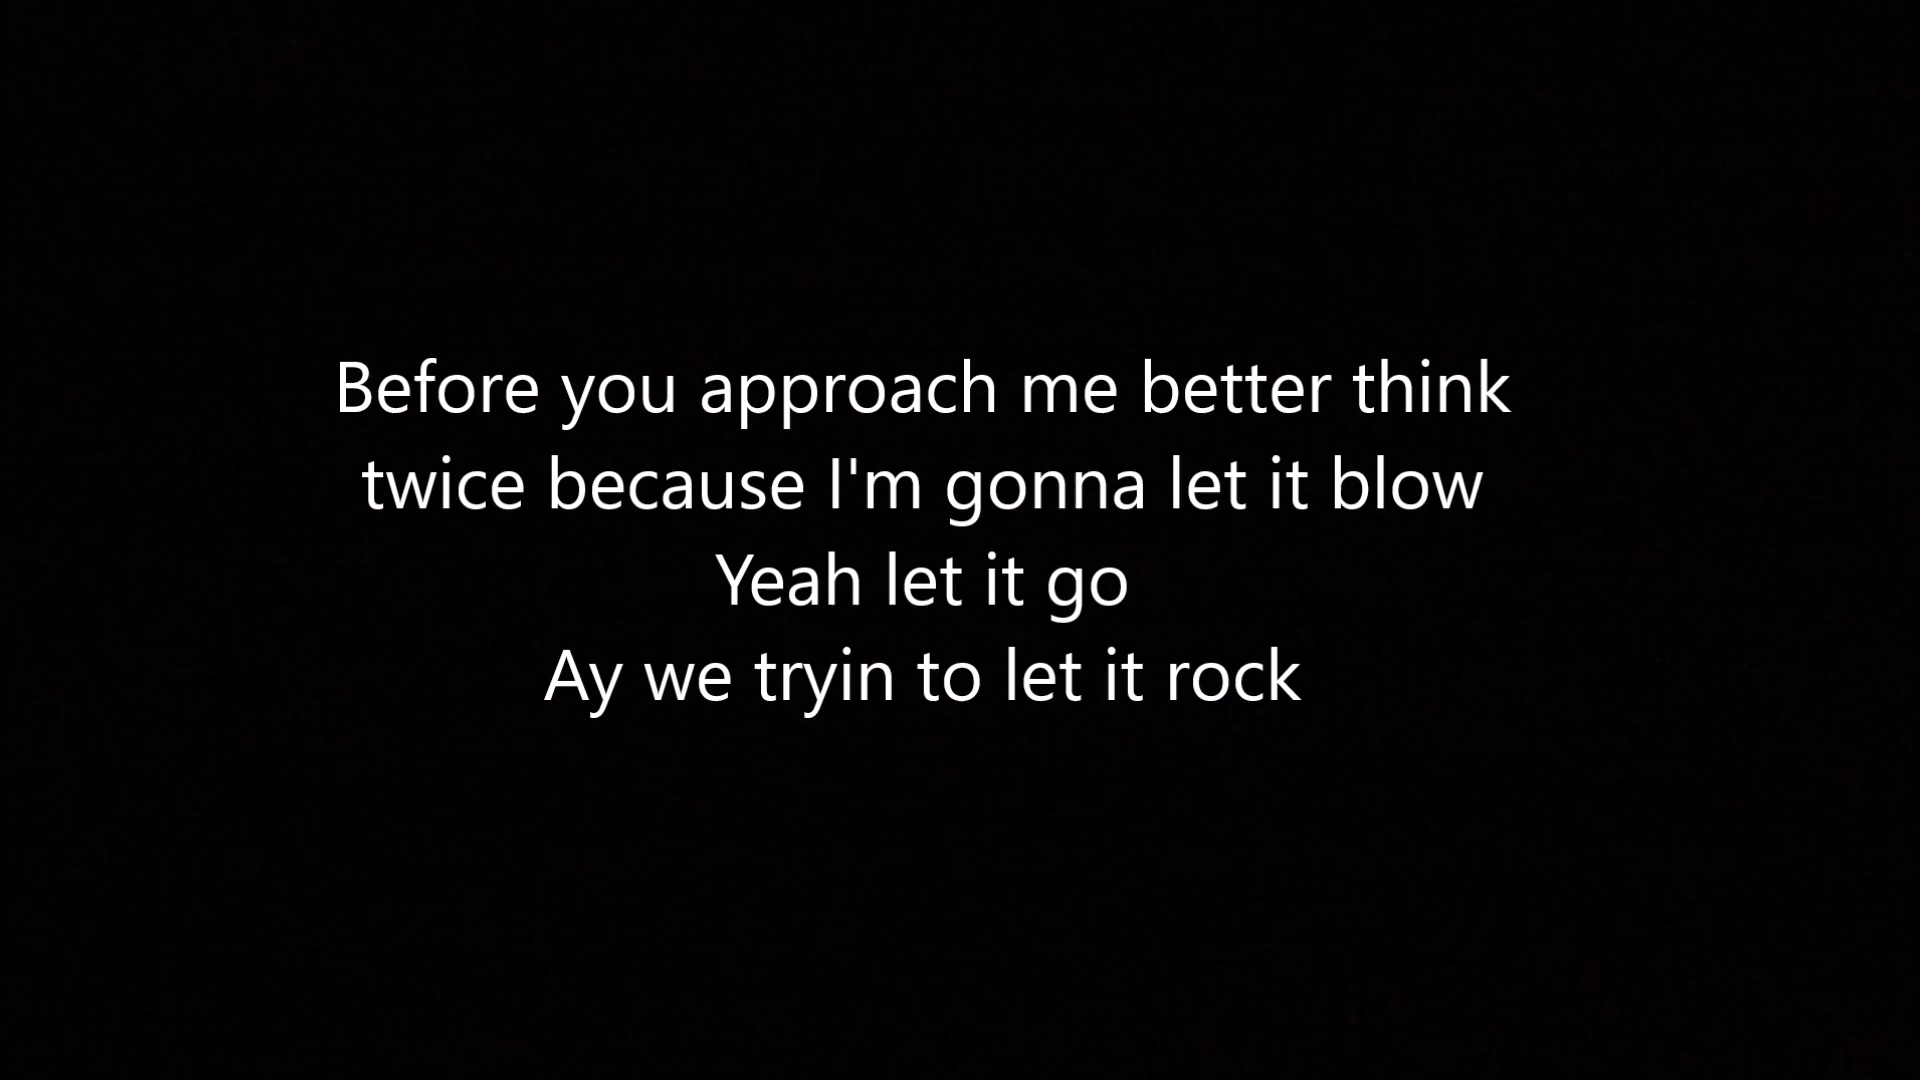 Before you approach me better think
twice because I'm gonna let it blow
Yeah let it go
Ay we tryin to let it rock